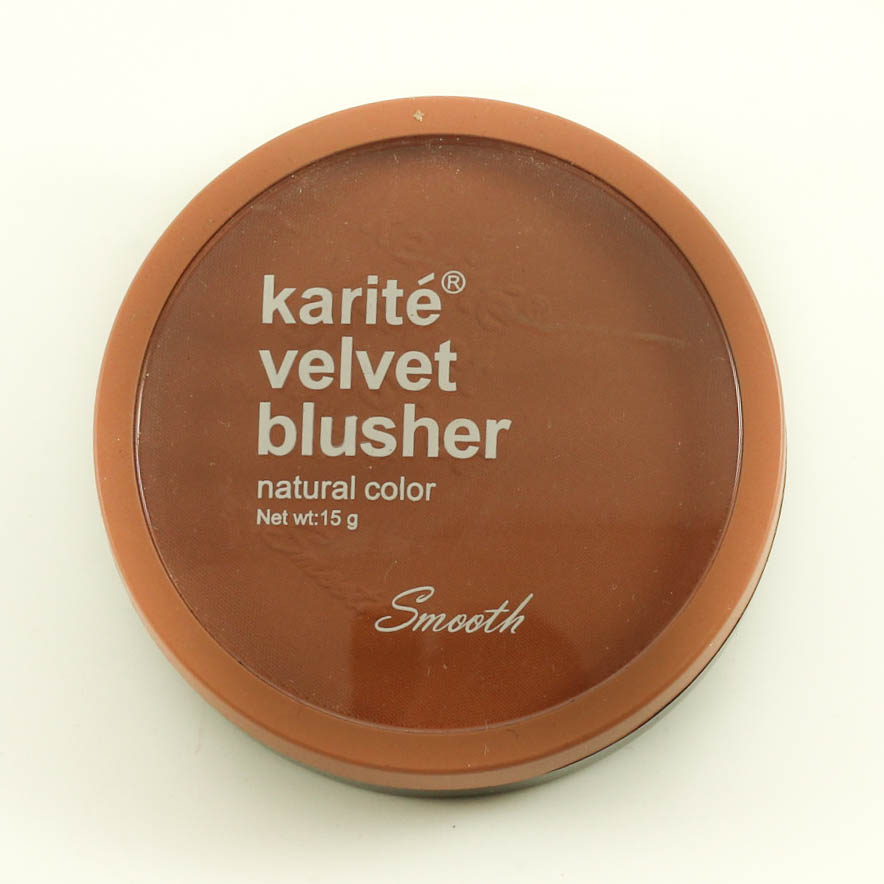 karité®
velvet
blusher
natural color
Net wt:15 g
Smooth